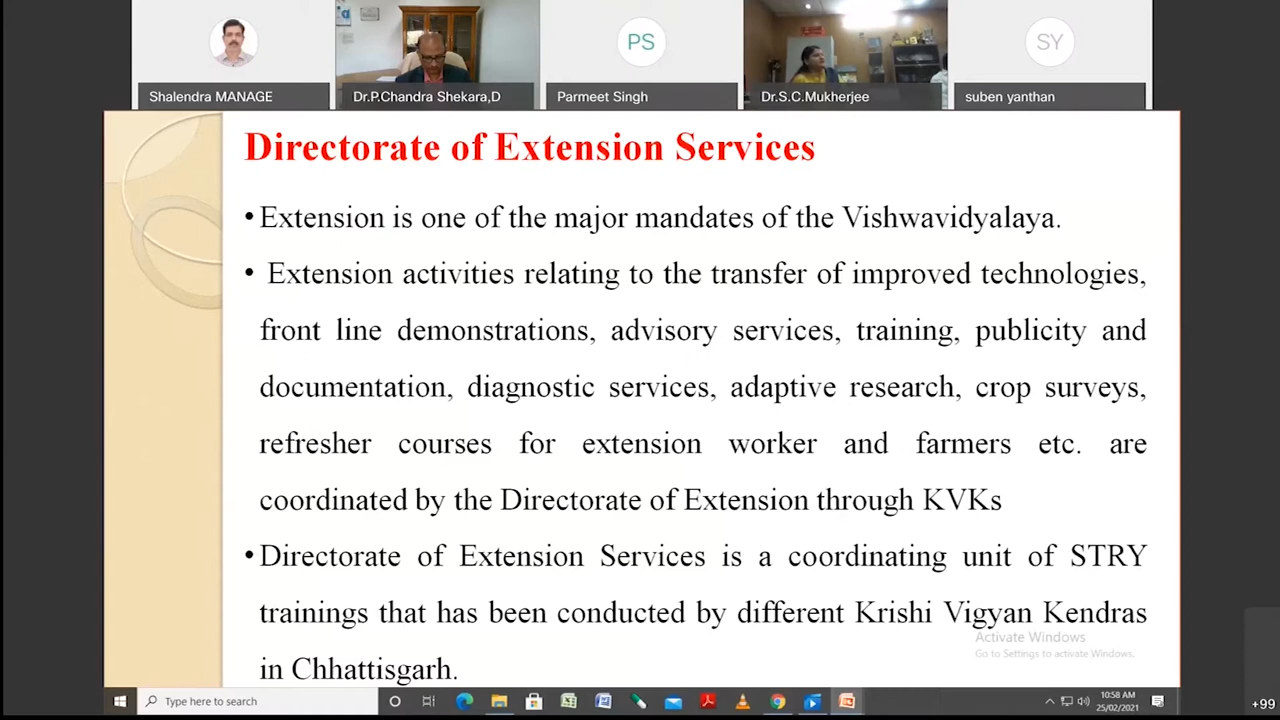 PS
SY
Shalendra MANAGE
Dr.P.Chandra Shekara,D
Parmeet Singh
Dr.S.C.Mukherjee
suben yanthan
Directorate of Extension Services
•Extension is one of the major mandates of the Vishwavidyalaya.
• Extension activities relating to the transfer of improved technologies,
front line demonstrations, advisory services, training, publicity and
documentation, diagnostic services, adaptive research, crop surveys,
refresher courses for extension worker and farmers etc. are
coordinated by the Directorate of Extension through KVKs
•Directorate of Extension Services is a coordinating unit of STRY
trainings that has been conducted by different Krishi Vigyan Kendras
in Chhattisgarh.
Activate Windows
Go to Settings to activate Windows.
Type here to search
10:58 AM
25/02/2021
+99